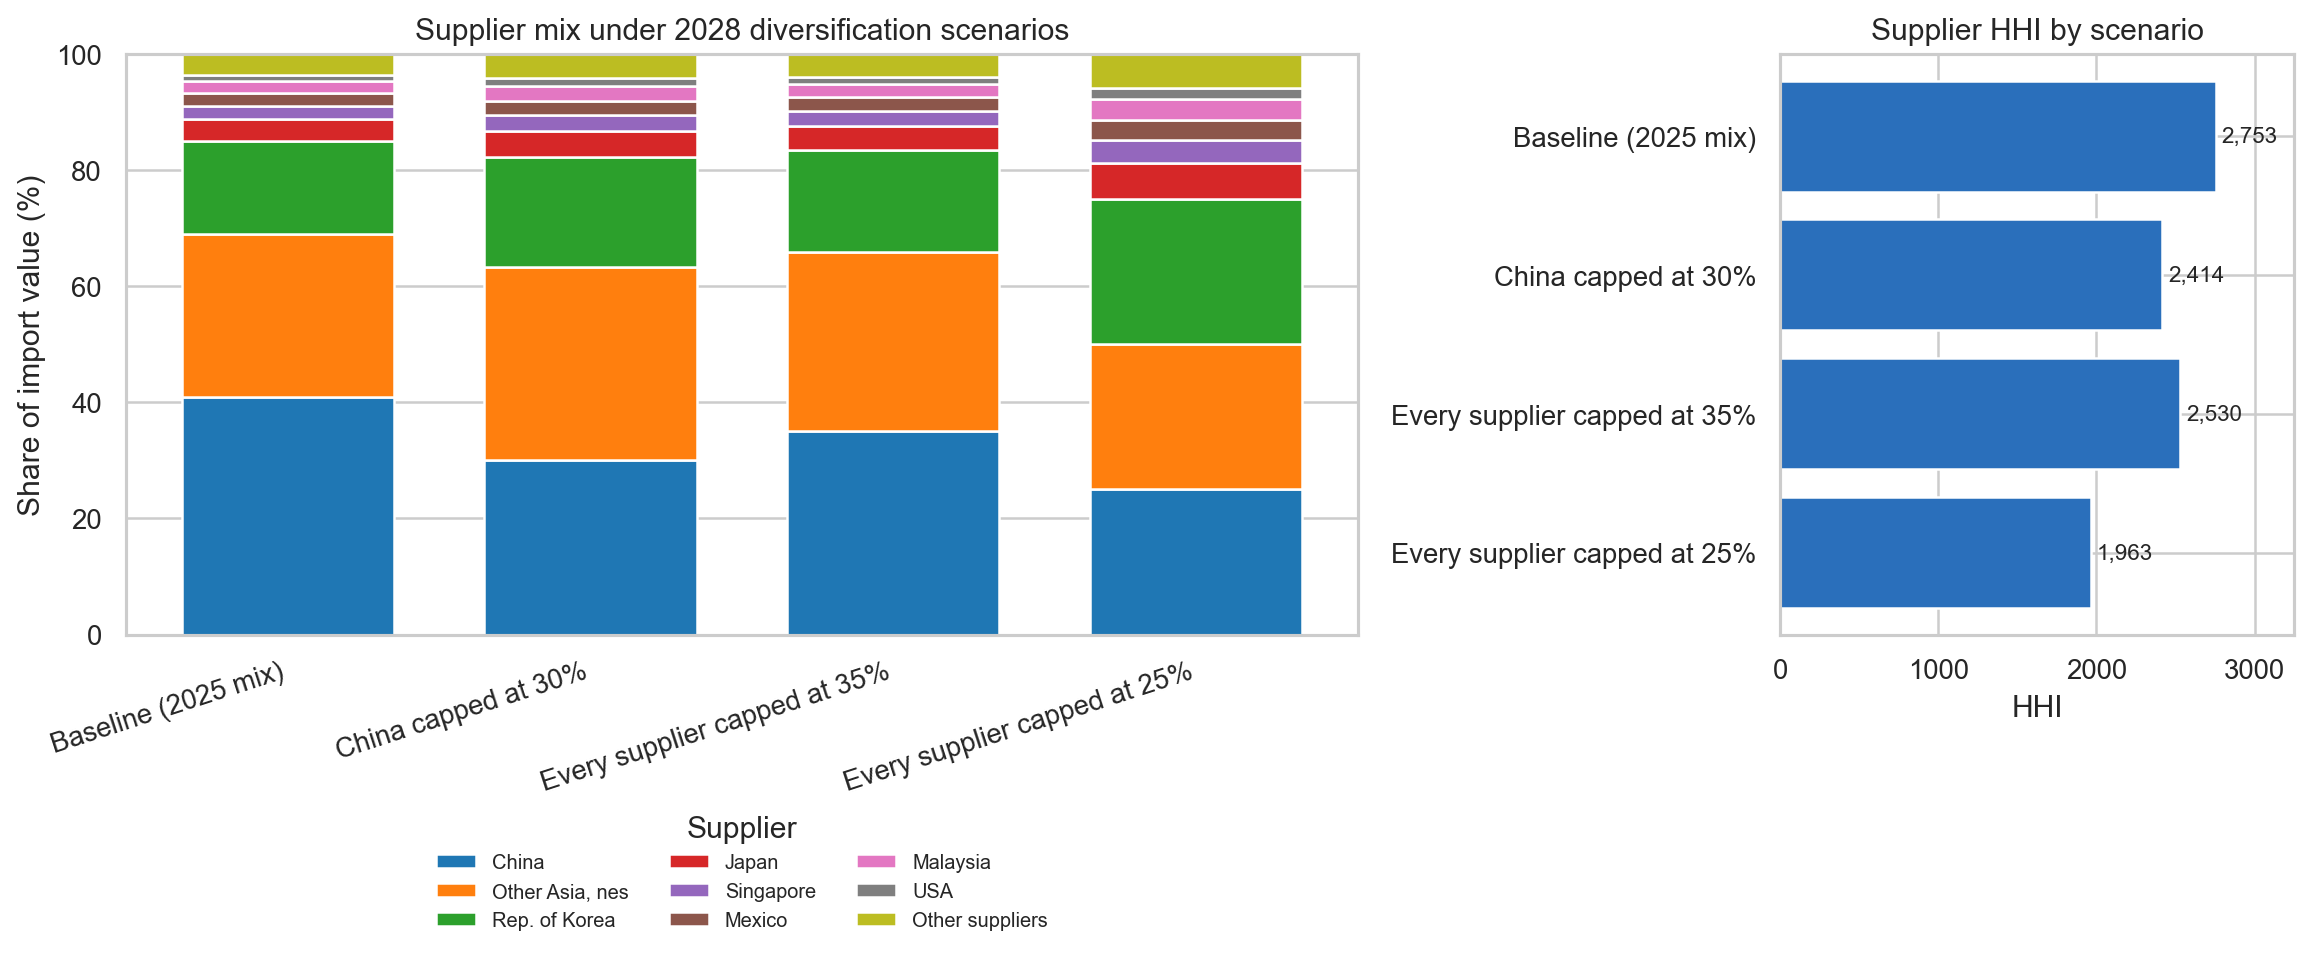 Supplier mix under 2028 diversification scenarios
Share of import value (%)
100
80
60
40
20
0
Baseline (2025 mix)
China capped at 30%
Every supplier capped at 35%
Every supplier capped at 25%
Supplier
China
Other Asia, nes
Rep. of Korea
Japan
Singapore
Mexico
Malaysia
USA
Other suppliers
Supplier HHI by scenario
Baseline (2025 mix)
2,753
China capped at 30%
2,414
Every supplier capped at 35%
2,530
Every supplier capped at 25%
1,963
0 1000 2000 3000
HHI